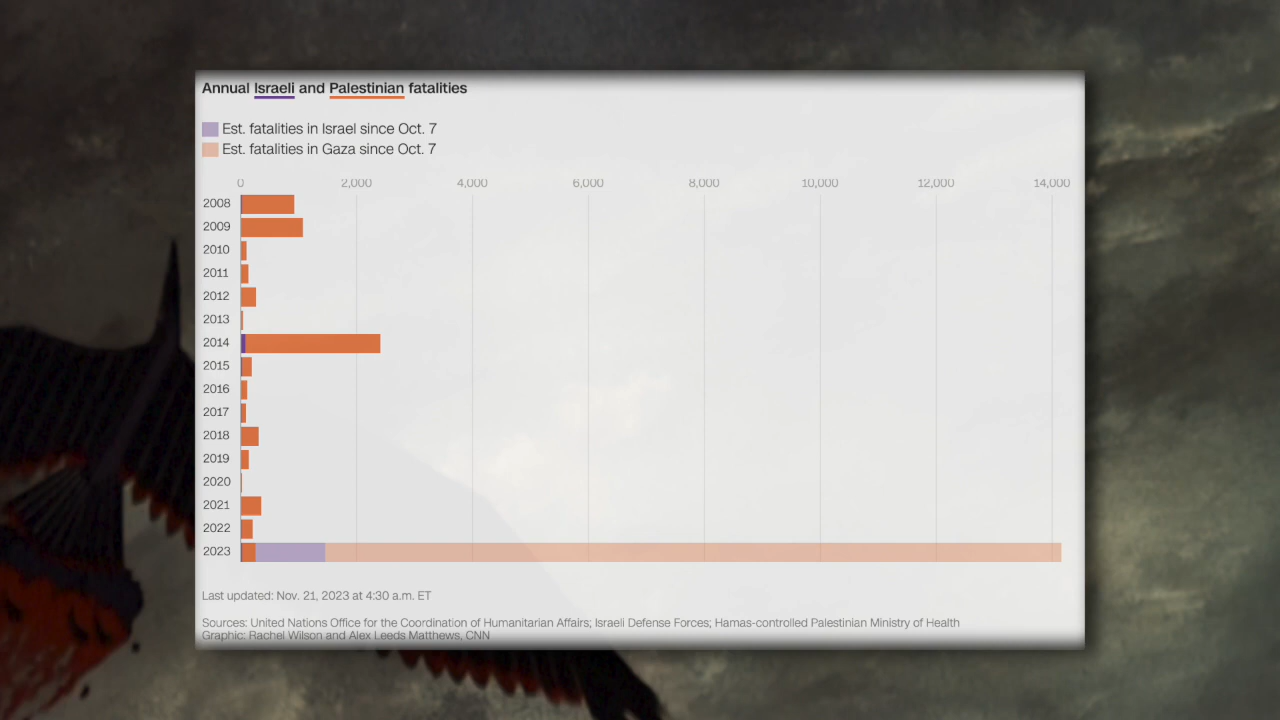 Annual Israeli and Palestinian fatalities
Est. fatalities in Israel since Oct. 7
Est. fatalities in Gaza since Oct. 7
0 2,000 4,000 6,000 8,000 10,000 12,000 14,000
2008
2009
2010
2011
2012
2013
2014
2015
2016
2017
2018
2019
2020
2021
2022
2023
Last updated: Nov. 21, 2023 at 4:30 a.m. ET
Sources: United Nations Office for the Coordination of Humanitarian Affairs; Israeli Defense Forces; Hamas-controlled Palestinian Ministry of Health
Graphic: Rachel Wilson and Alex Leeds Matthews, CNN